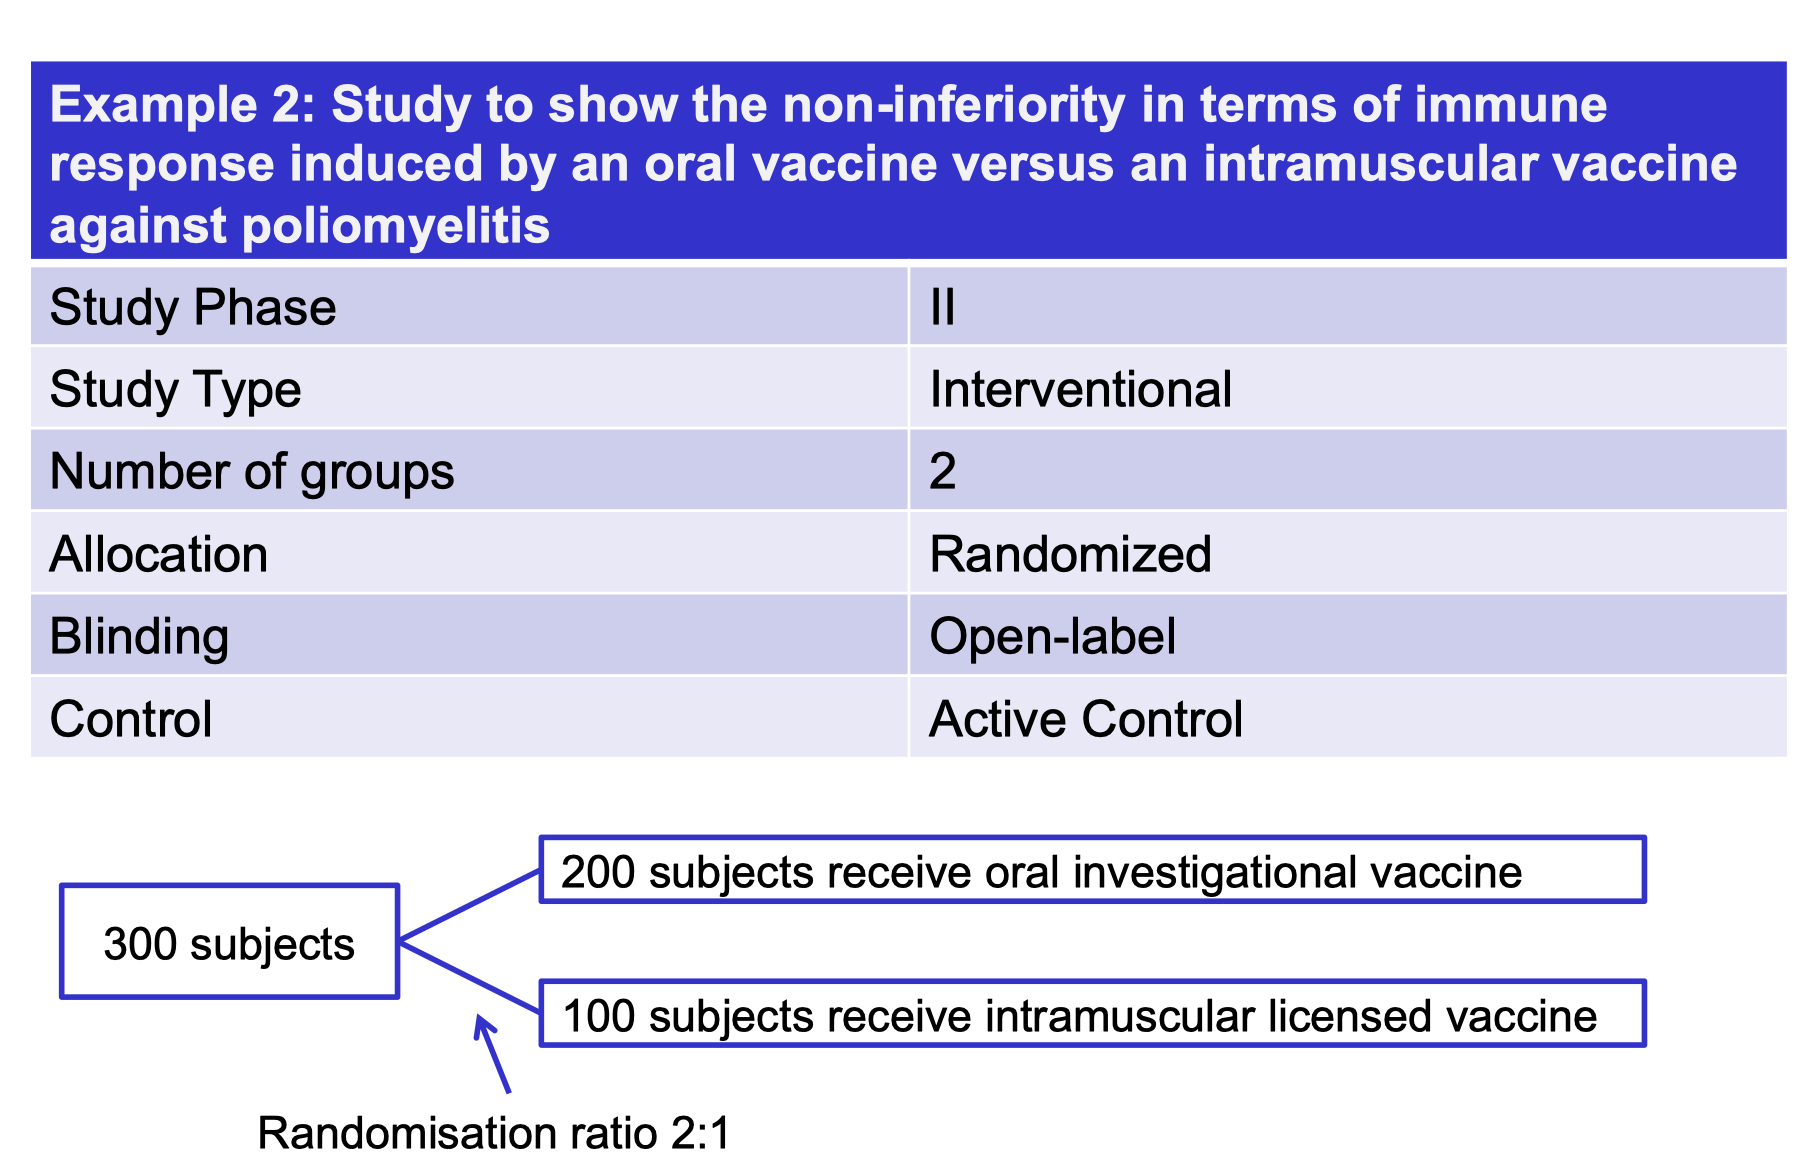 Example 2: Study to show the non-inferiority in terms of immune
response induced by an oral vaccine versus an intramuscular vaccine
against poliomyelitis
Study Phase II
Study Type Interventional
Number of groups 2
Allocation Randomized
Blinding Open-label
Control Active Control
200 subjects receive oral investigational vaccine
300 subjects
100 subjects receive intramuscular licensed vaccine
Randomisation ratio 2:1